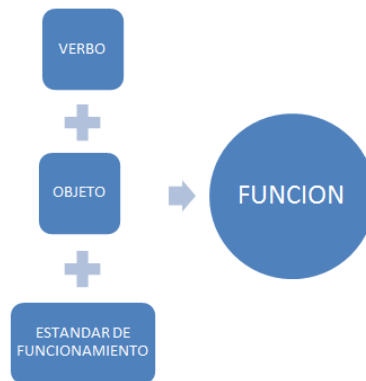 VERBO
OBJETO
ESTANDAR DE
FUNCIONAMIENTO
FUNCION